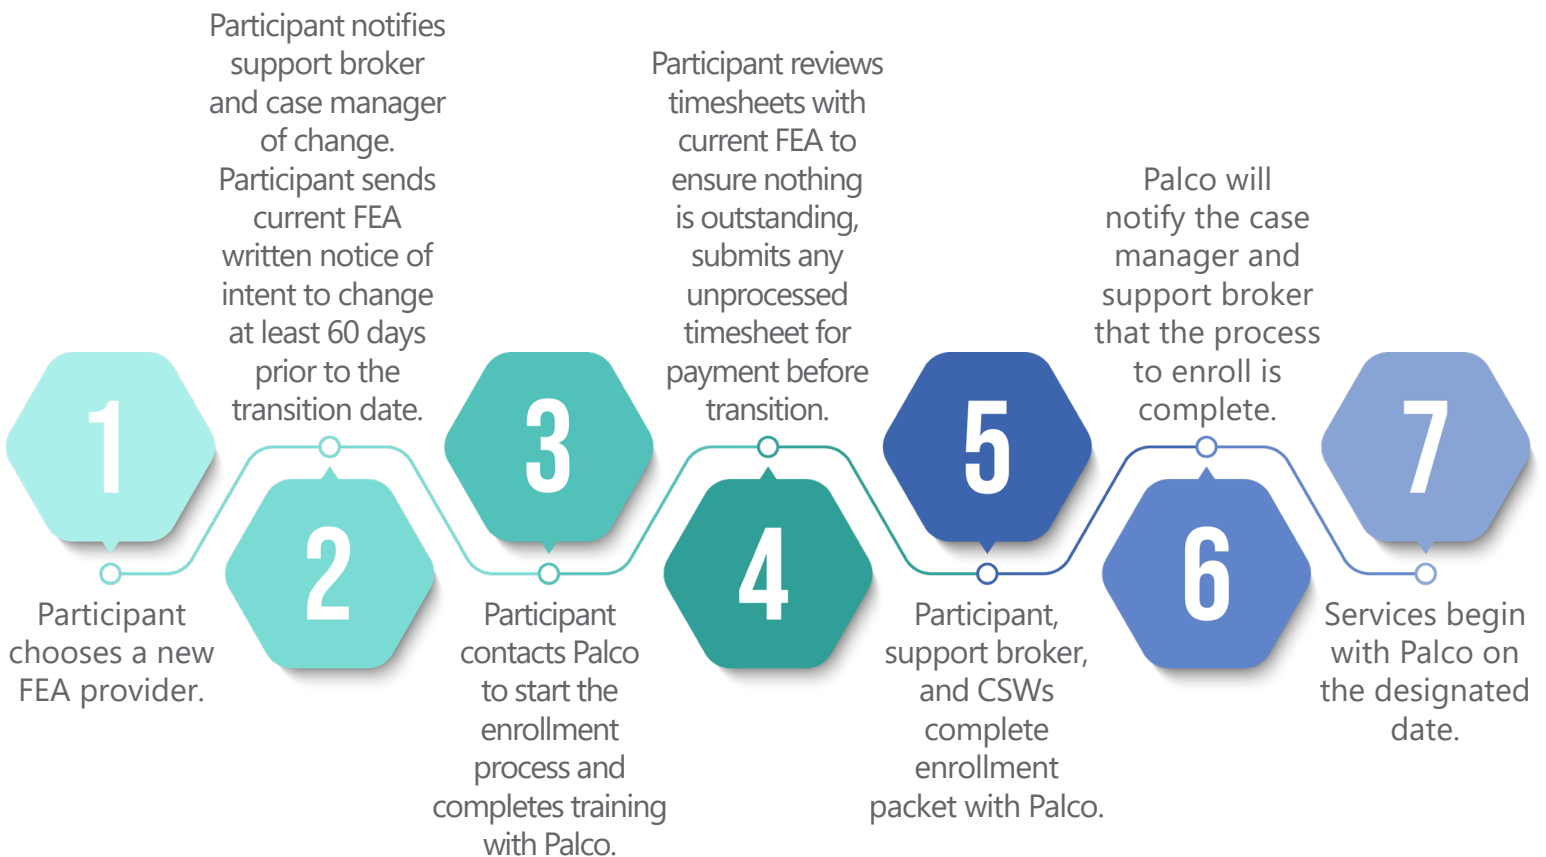 1
Participant
chooses a new
FEA provider.
Participant notifies
support broker
and case manager
of change.
Participant sends
current FEA
written notice of
intent to change
at least 60 days
prior to the
transition date.
2
3
Participant
contacts Palco
to start the
enrollment
process and
completes training
with Palco.
Participant reviews
timesheets with
current FEA to
ensure nothing
is outstanding,
submits any
unprocessed
timesheet for
payment before
transition.
4
5
Participant,
support broker,
and CSWs
complete
enrollment
packet with Palco.
Palco will
notify the case
manager and
support broker
that the process
to enroll is
complete.
6
7
Services begin
with Palco on
the designated
date.